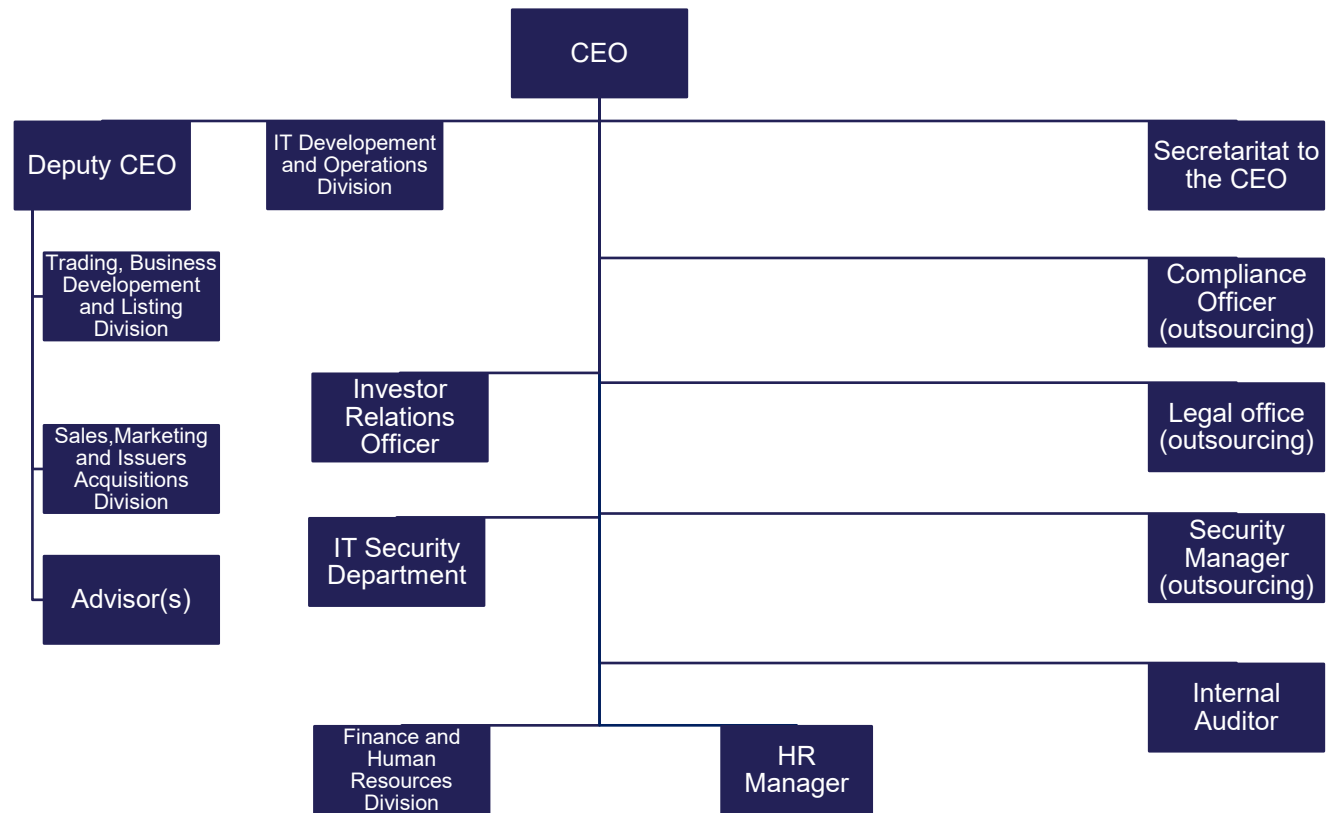 CEO
Deputy CEO
IT Developement
and Operations
Division
Secretaritat to
the CEO
Trading, Business
Developement
and Listing
Division
Compliance
Officer
(outsourcing)
Investor
Relations
Officer
Legal office
(outsourcing)
Sales,Marketing
and Issuers
Acquisitions
Division
IT Security
Department
Security
Manager
(outsourcing)
Advisor(s)
Internal
Auditor
Finance and
Human
Resources
Division
HR
Manager